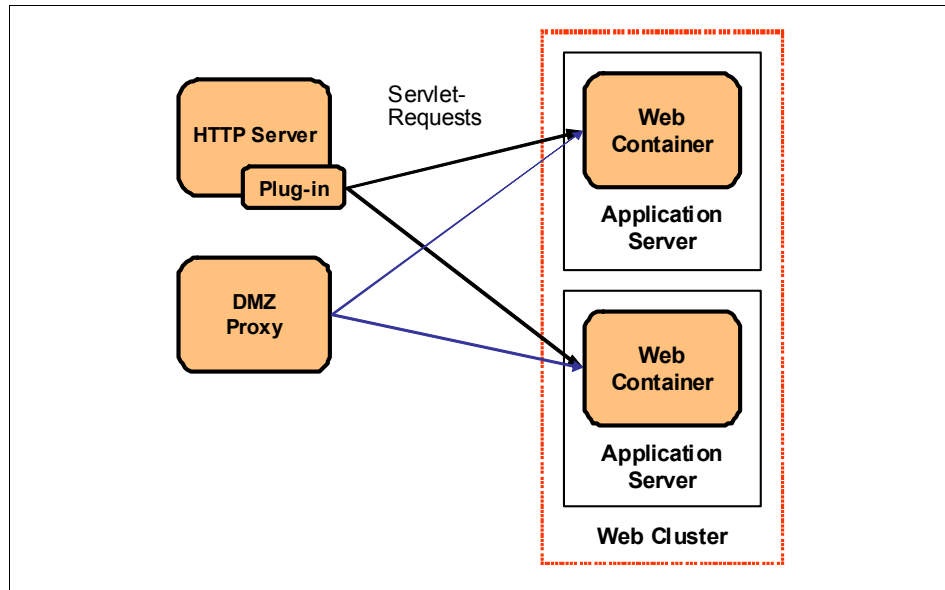 Servlet-
Requests
HTTP Server
Plug-in
DMZ
Proxy
Web
Container
Application
Server
Web
Container
Application
Server
Web Cluster